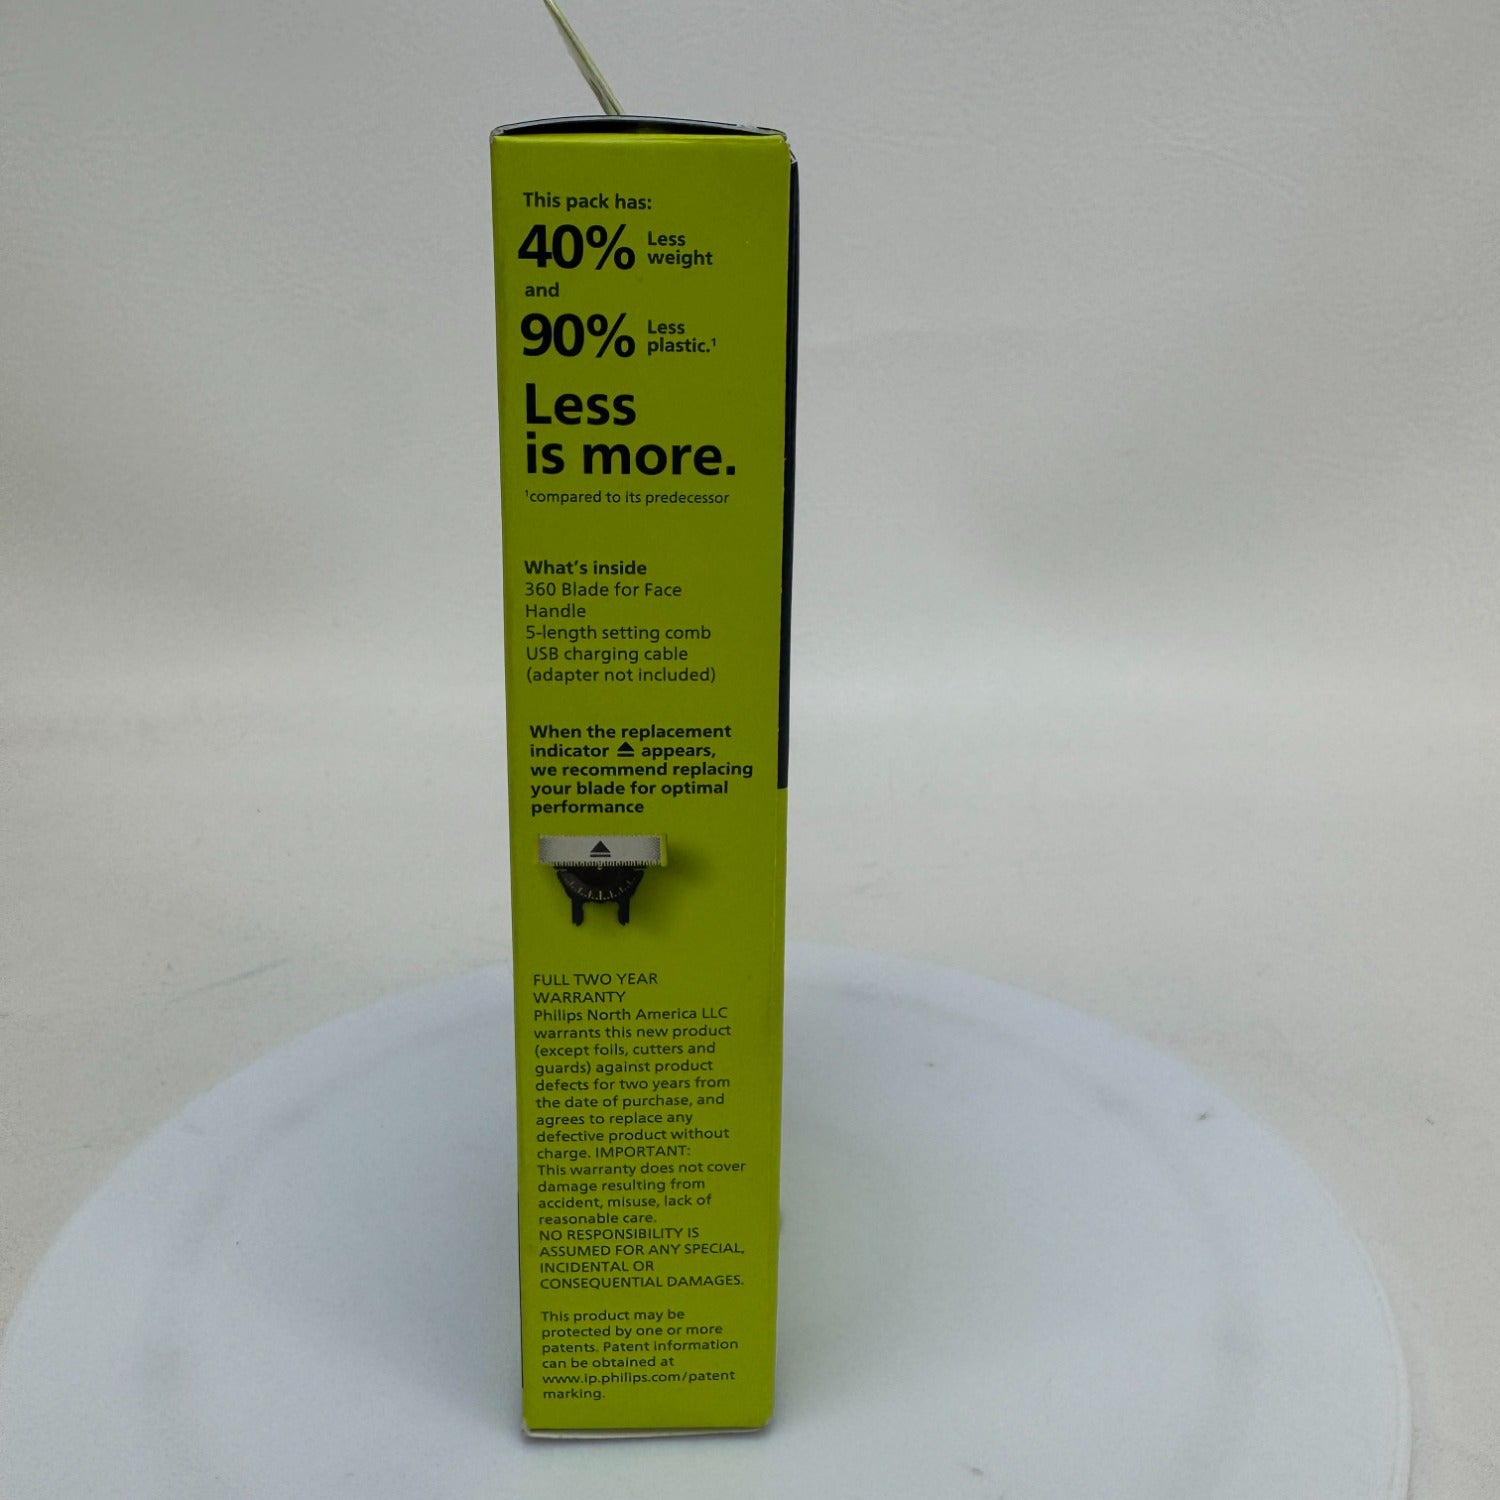 This pack has:
40% Less weight
and
90% Less plastic.¹
Less
is more.
¹compared to its predecessor
What's inside
360 Blade for Face
Handle
5-length setting comb
USB charging cable
(adapter not included)
When the replacement
indicator ⏏ appears,
we recommend replacing
your blade for optimal
performance
FULL TWO YEAR
WARRANTY
Philips North America LLC
warrants this new product
(except foils, cutters and
guards) against product
defects for two years from
the date of purchase, and
agrees to replace any
defective product without
charge. IMPORTANT:
This warranty does not cover
damage resulting from
accident, misuse, lack of
reasonable care.
NO RESPONSIBILITY IS
ASSUMED FOR ANY SPECIAL,
INCIDENTAL OR
CONSEQUENTIAL DAMAGES.
This product may be
protected by one or more
patents. Patent information
can be obtained at
www.ip.philips.com/patent
marking.